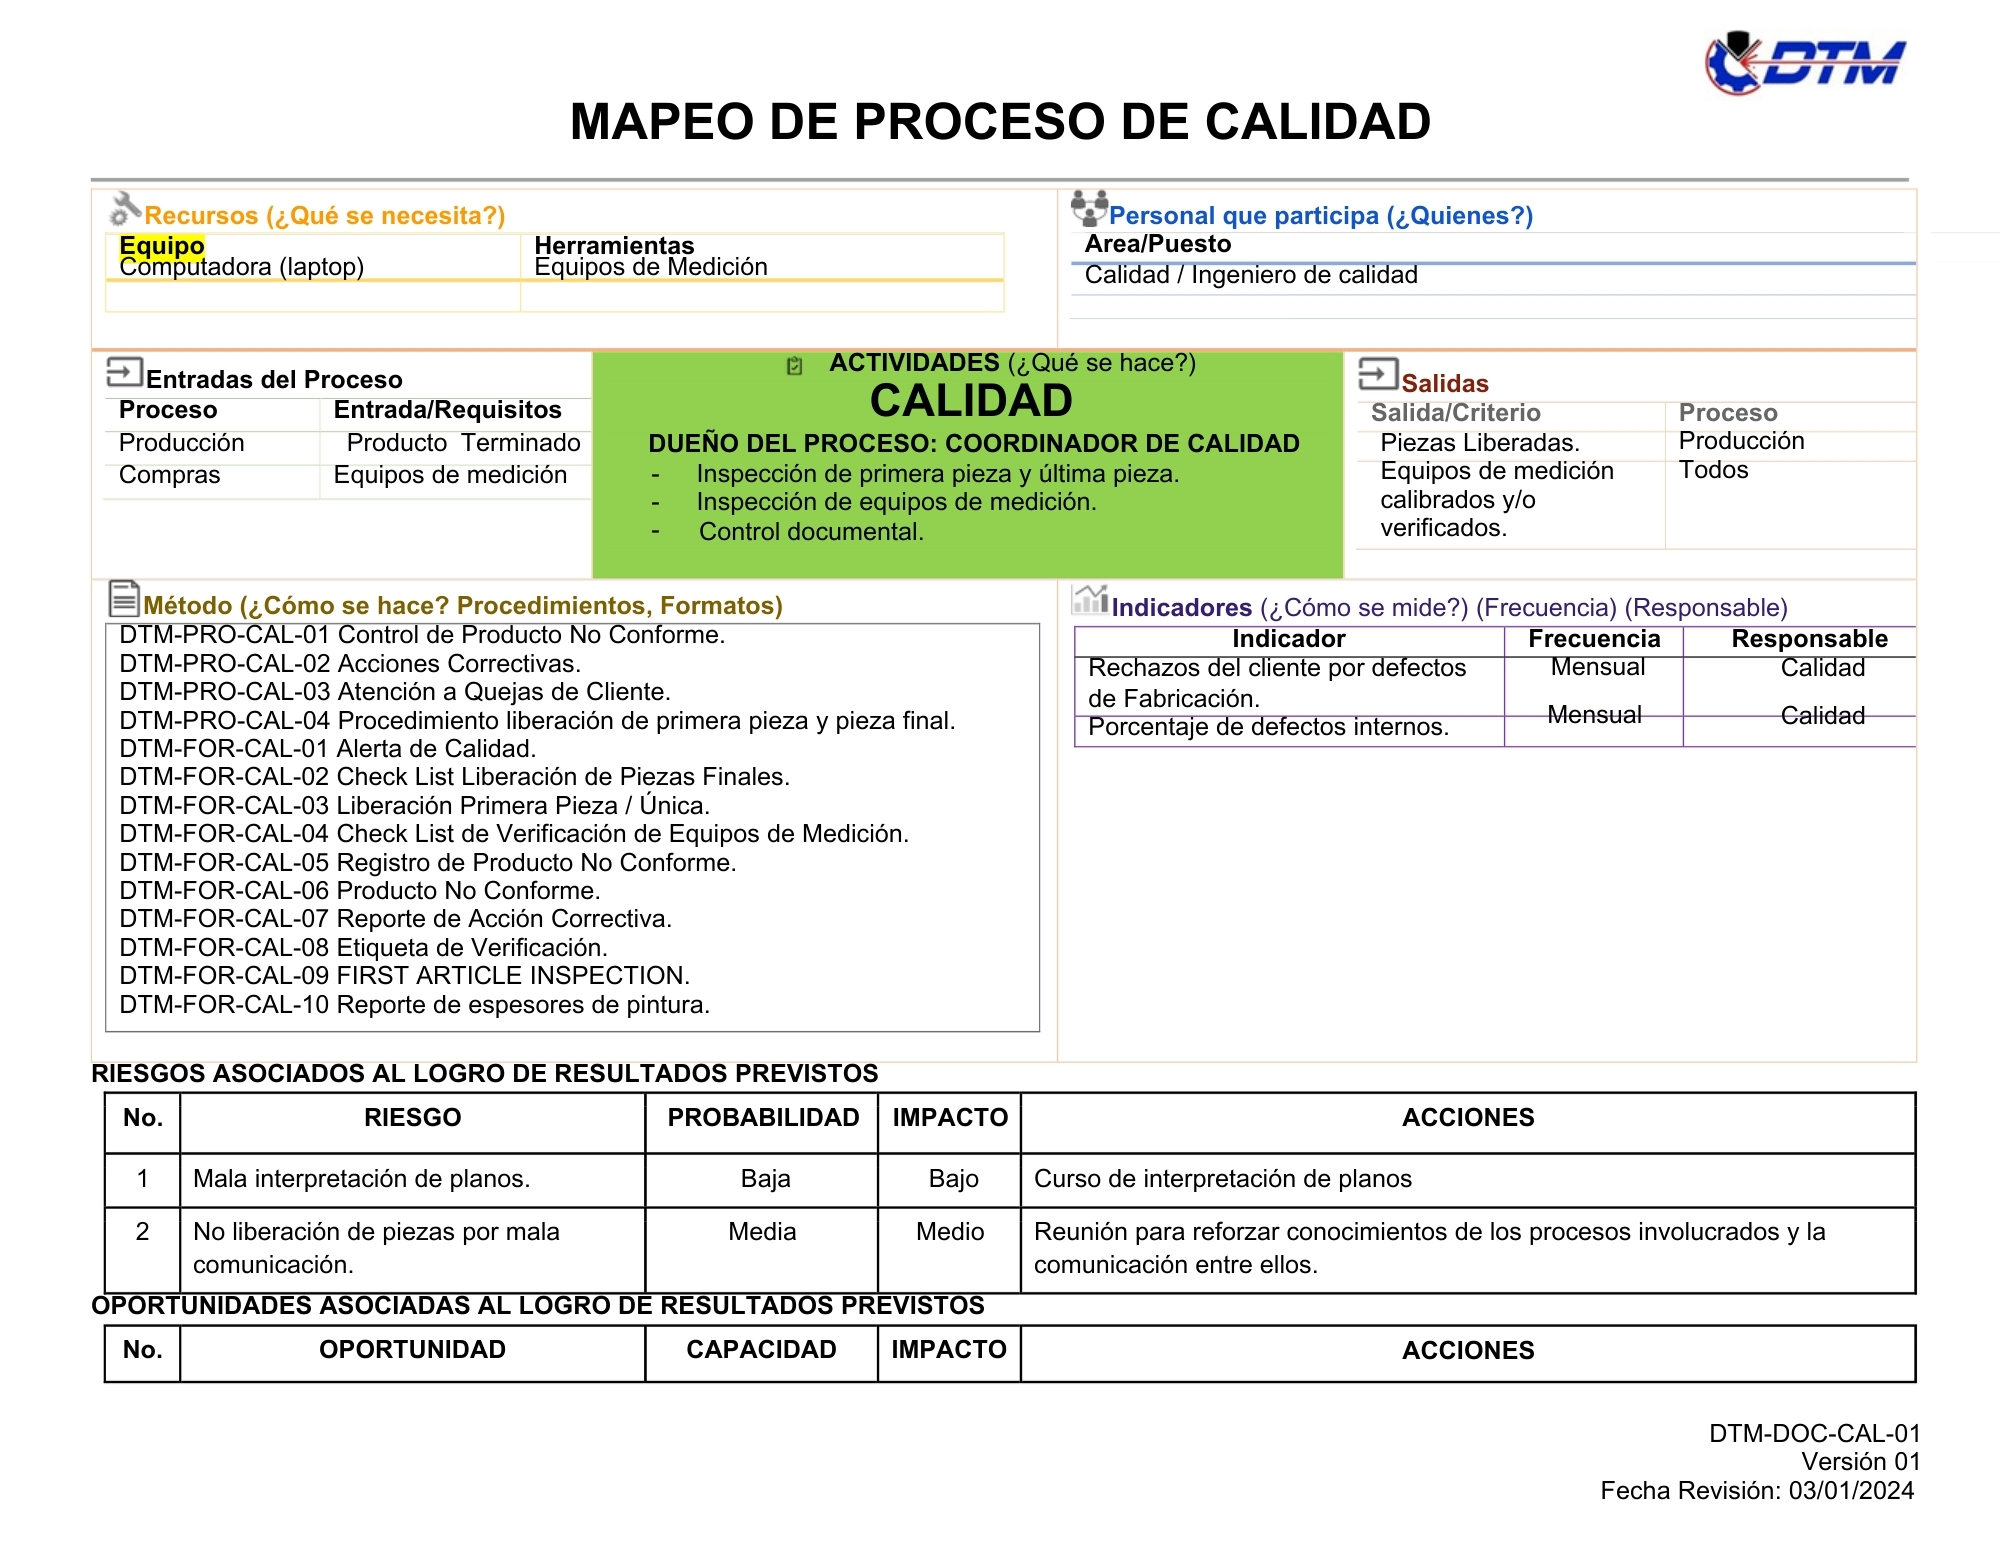 DTM
MAPEO DE PROCESO DE CALIDAD
Recursos (¿Qué se necesita?)
Equipo Herramientas
Computadora (laptop) Equipos de Medición
Personal que participa (¿Quienes?)
Area/Puesto
Calidad / Ingeniero de calidad
Entradas del Proceso
Proceso Entrada/Requisitos
Producción Producto Terminado
Compras Equipos de medición
ACTIVIDADES (¿Qué se hace?)
CALIDAD
DUEÑO DEL PROCESO: COORDINADOR DE CALIDAD
- Inspección de primera pieza y última pieza.
- Inspección de equipos de medición.
- Control documental.
Salidas
Salida/Criterio Proceso
Piezas Liberadas. Producción
Equipos de medición Todos
calibrados y/o
verificados.
Método (¿Cómo se hace? Procedimientos, Formatos)
DTM-PRO-CAL-01 Control de Producto No Conforme.
DTM-PRO-CAL-02 Acciones Correctivas.
DTM-PRO-CAL-03 Atención a Quejas de Cliente.
DTM-PRO-CAL-04 Procedimiento liberación de primera pieza y pieza final.
DTM-FOR-CAL-01 Alerta de Calidad.
DTM-FOR-CAL-02 Check List Liberación de Piezas Finales.
DTM-FOR-CAL-03 Liberación Primera Pieza / Única.
DTM-FOR-CAL-04 Check List de Verificación de Equipos de Medición.
DTM-FOR-CAL-05 Registro de Producto No Conforme.
DTM-FOR-CAL-06 Producto No Conforme.
DTM-FOR-CAL-07 Reporte de Acción Correctiva.
DTM-FOR-CAL-08 Etiqueta de Verificación.
DTM-FOR-CAL-09 FIRST ARTICLE INSPECTION.
DTM-FOR-CAL-10 Reporte de espesores de pintura.
Indicadores (¿Cómo se mide?) (Frecuencia) (Responsable)
Indicador Frecuencia Responsable
Rechazos del cliente por defectos Mensual Calidad
de Fabricación.
Porcentaje de defectos internos. Mensual Calidad
RIESGOS ASOCIADOS AL LOGRO DE RESULTADOS PREVISTOS
No. RIESGO PROBABILIDAD IMPACTO ACCIONES
1 Mala interpretación de planos. Baja Bajo Curso de interpretación de planos
2 No liberación de piezas por mala Media Medio Reunión para reforzar conocimientos de los procesos involucrados y la
comunicación. comunicación entre ellos.
OPORTUNIDADES ASOCIADAS AL LOGRO DE RESULTADOS PREVISTOS
No. OPORTUNIDAD CAPACIDAD IMPACTO ACCIONES
DTM-DOC-CAL-01
Versión 01
Fecha Revisión: 03/01/2024